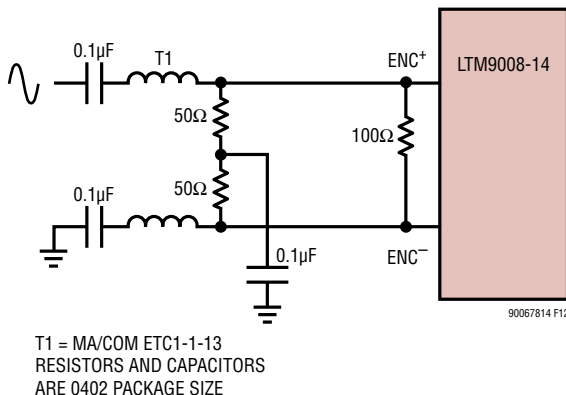 0.1µF
T1
ENC+
LTM9008-14
50Ω
100Ω
50Ω
0.1µF
0.1µF
ENC–
90067814 F12
T1 = MA/COM ETC1-1-13
RESISTORS AND CAPACITORS
ARE 0402 PACKAGE SIZE